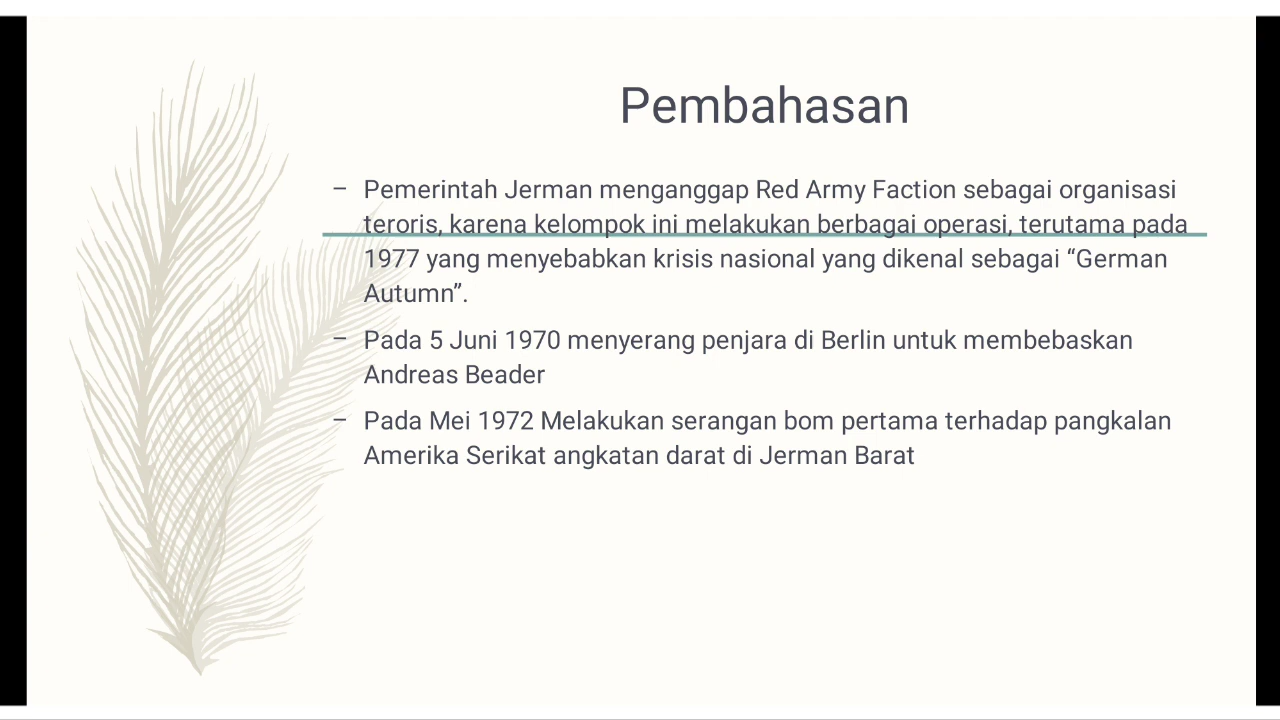 Pembahasan
– Pemerintah Jerman menganggap Red Army Faction sebagai organisasi
teroris, karena kelompok ini melakukan berbagai operasi, terutama pada
1977 yang menyebabkan krisis nasional yang dikenal sebagai “German
Autumn”.
– Pada 5 Juni 1970 menyerang penjara di Berlin untuk membebaskan
Andreas Beader
– Pada Mei 1972 Melakukan serangan bom pertama terhadap pangkalan
Amerika Serikat angkatan darat di Jerman Barat